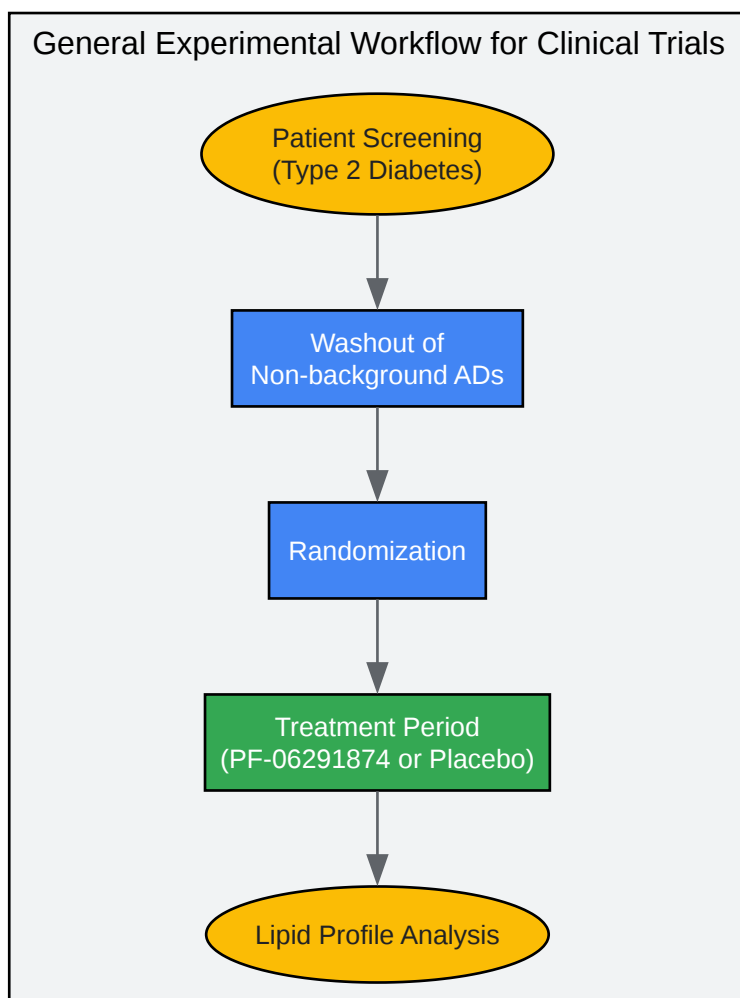 General Experimental Workflow for Clinical Trials
Patient Screening
(Type 2 Diabetes)
Washout of
Non-background ADs
Randomization
Treatment Period
(PF-06291874 or Placebo)
Lipid Profile Analysis